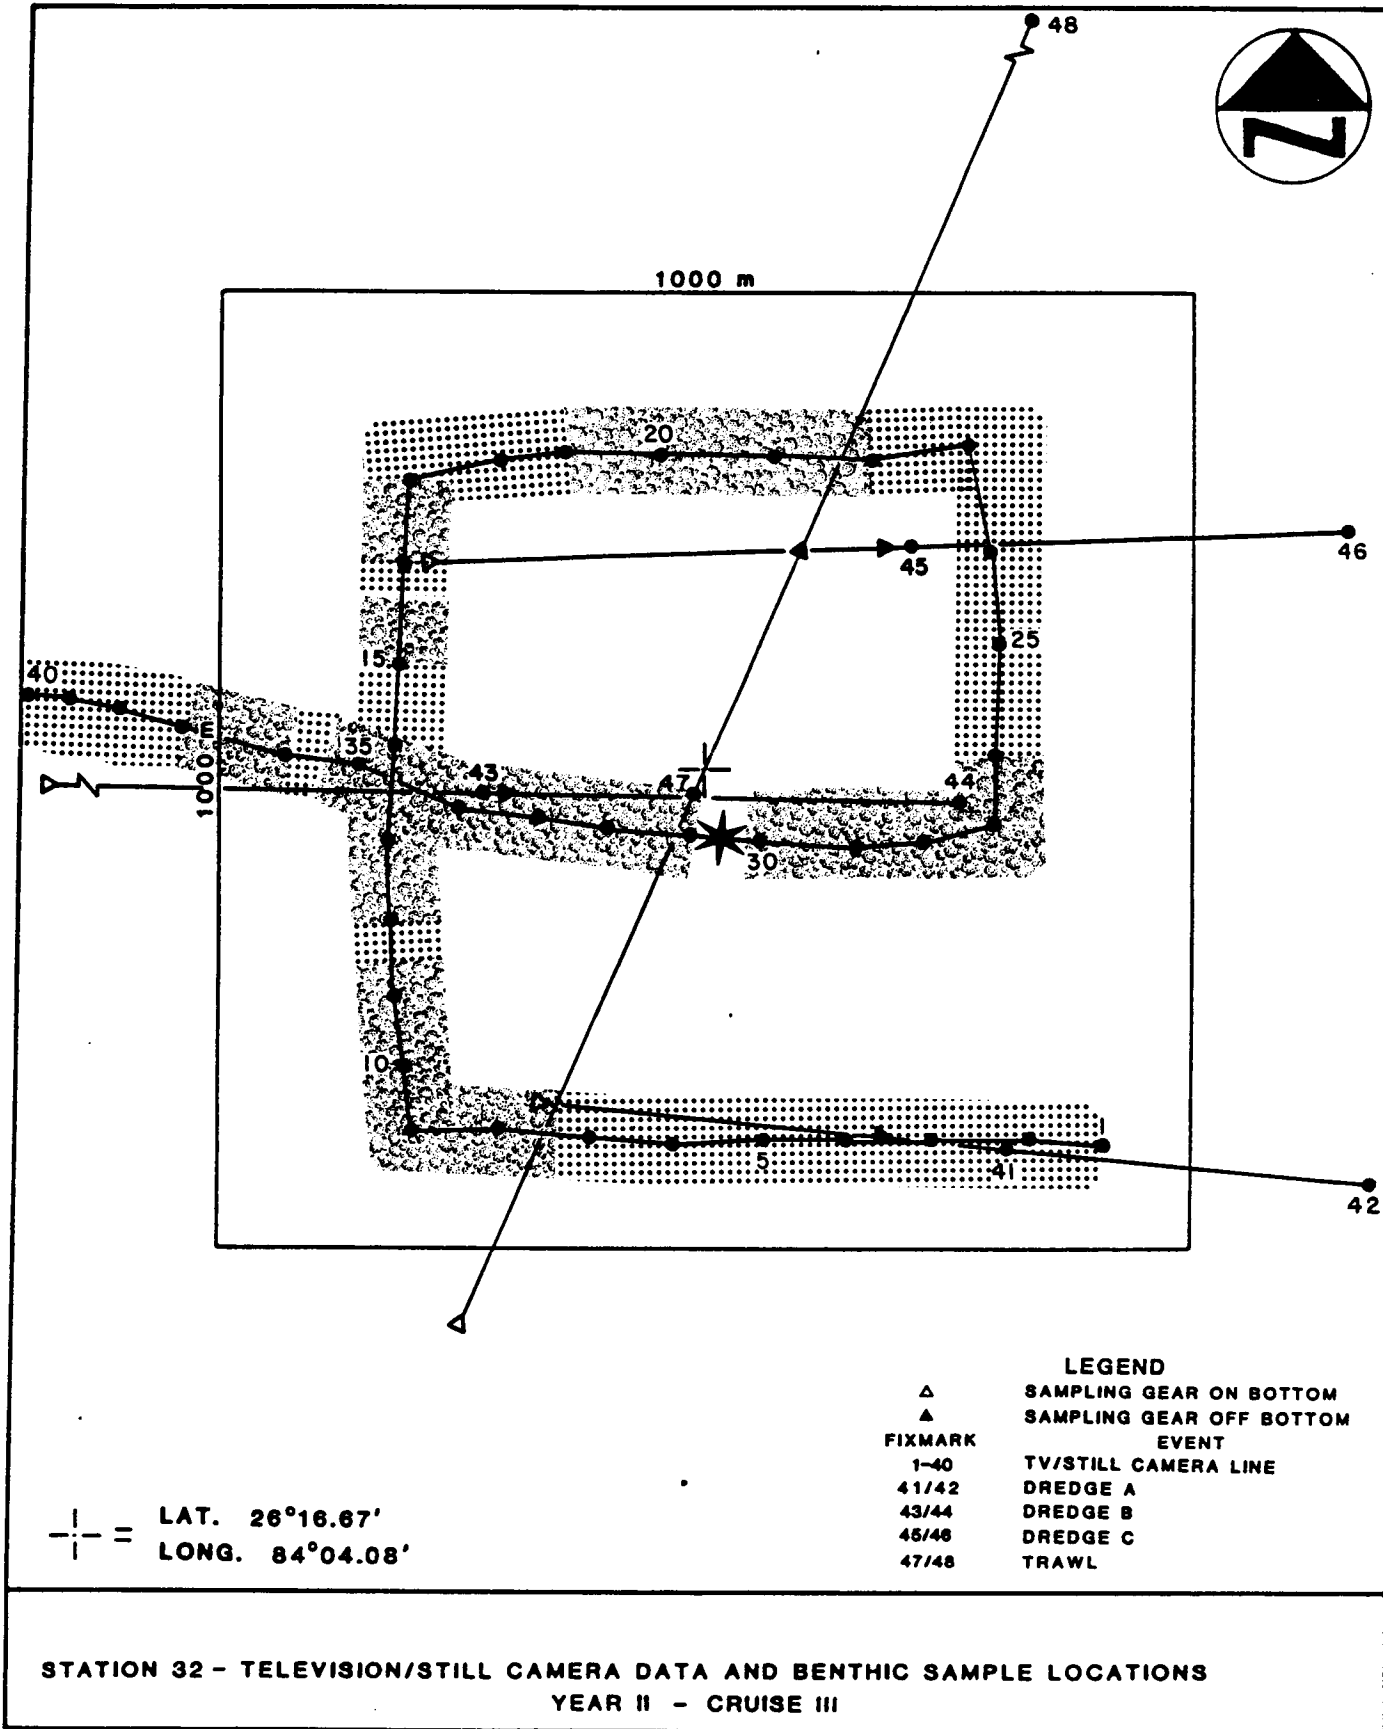 48
N
1000 m
20
45
46
15
25
40
1000 m
35
43
47
44
30
10
1
5
41
42
LEGEND
△ SAMPLING GEAR ON BOTTOM
▲ SAMPLING GEAR OFF BOTTOM
FIXMARK EVENT
1-40 TV/STILL CAMERA LINE
41/42 DREDGE A
43/44 DREDGE B
45/46 DREDGE C
47/48 TRAWL
= LAT. 26°16.67'
LONG. 84°04.08'
STATION 32 - TELEVISION/STILL CAMERA DATA AND BENTHIC SAMPLE LOCATIONS
YEAR II - CRUISE III